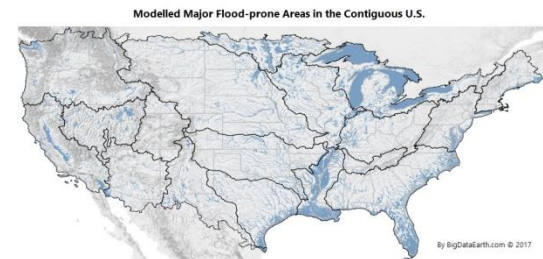 Modelled Major Flood-prone Areas in the Contiguous U.S.
By BigDataEarth.com © 2017